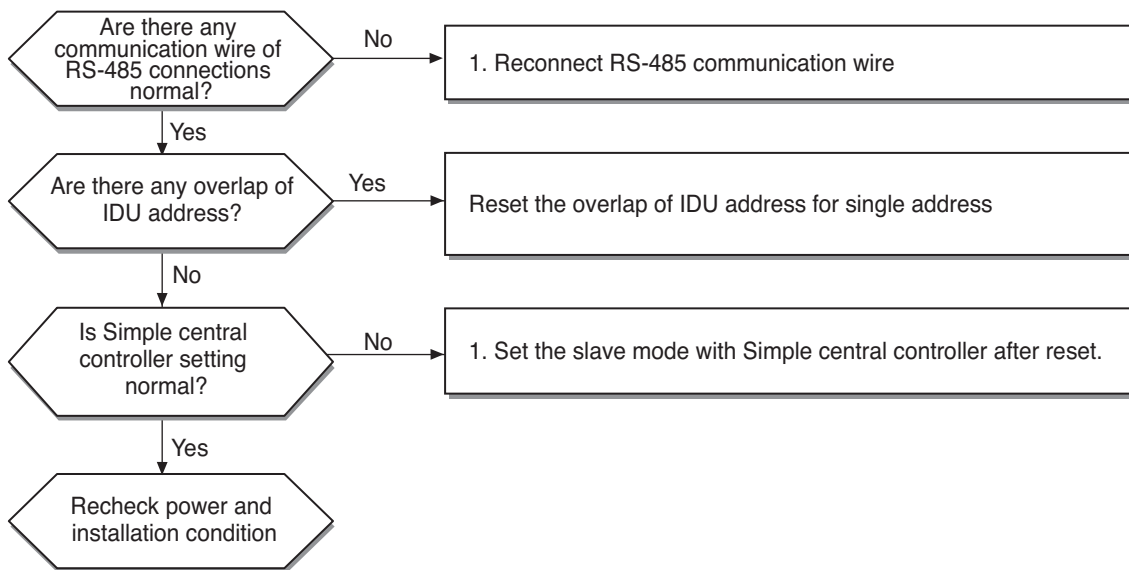 Are there any
communication wire of
RS-485 connections
normal?
No
1. Reconnect RS-485 communication wire
Yes
Are there any overlap of
IDU address?
Yes
Reset the overlap of IDU address for single address
No
Is Simple central
controller setting
normal?
No
1. Set the slave mode with Simple central controller after reset.
Yes
Recheck power and
installation condition